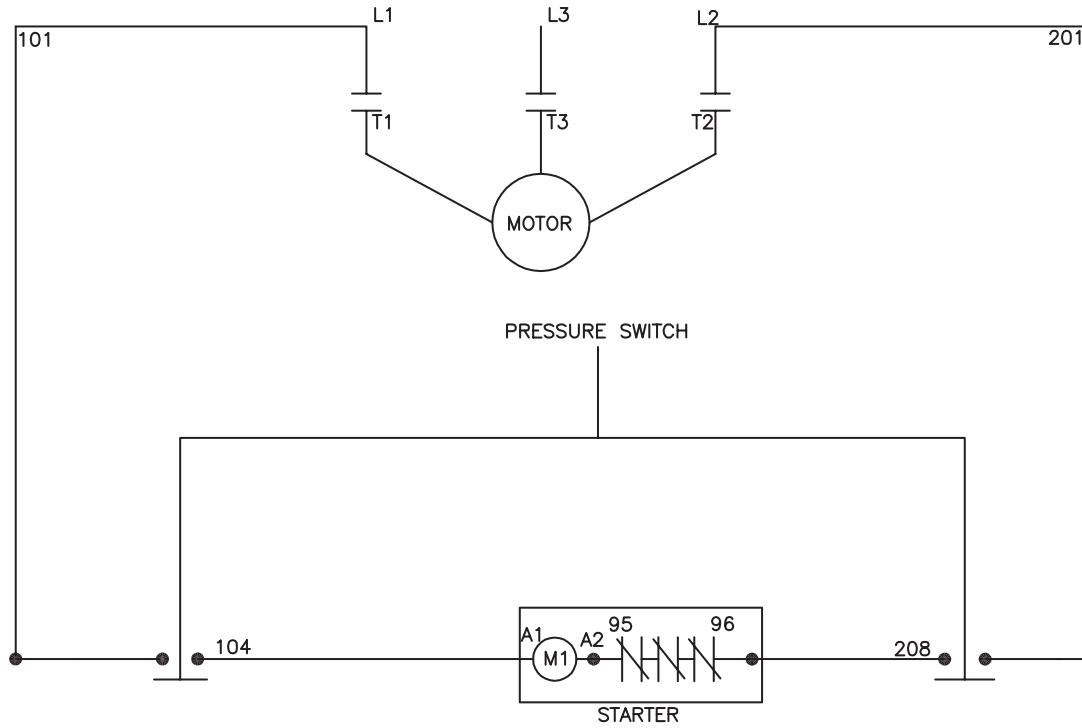 L1
L3
L2
101
201
T1
T3
T2
MOTOR
PRESSURE SWITCH
95
96
A1
A2
104
M1
208
STARTER